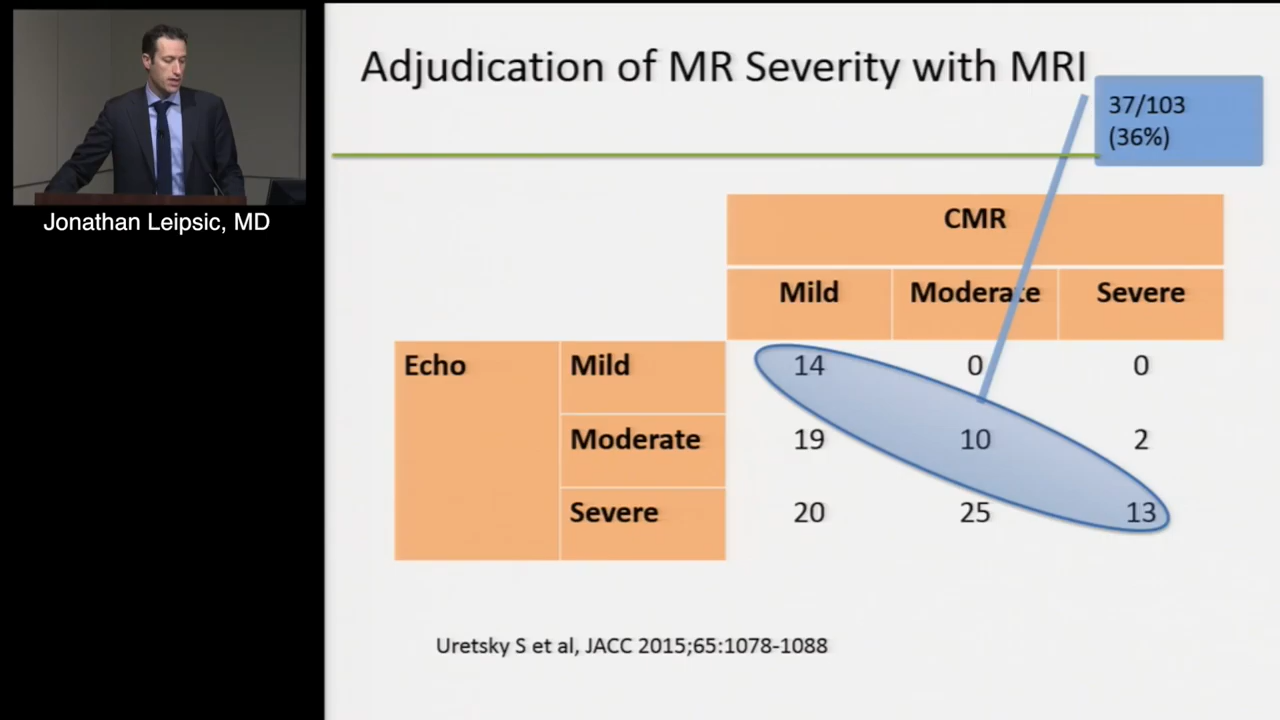 Adjudication of MR Severity with MRI
37/103
(36%)
Jonathan Leipsic, MD
CMR
Mild Moderate Severe
Echo Mild 14 0 0
Moderate 19 10 2
Severe 20 25 13
Uretsky S et al, JACC 2015;65:1078-1088